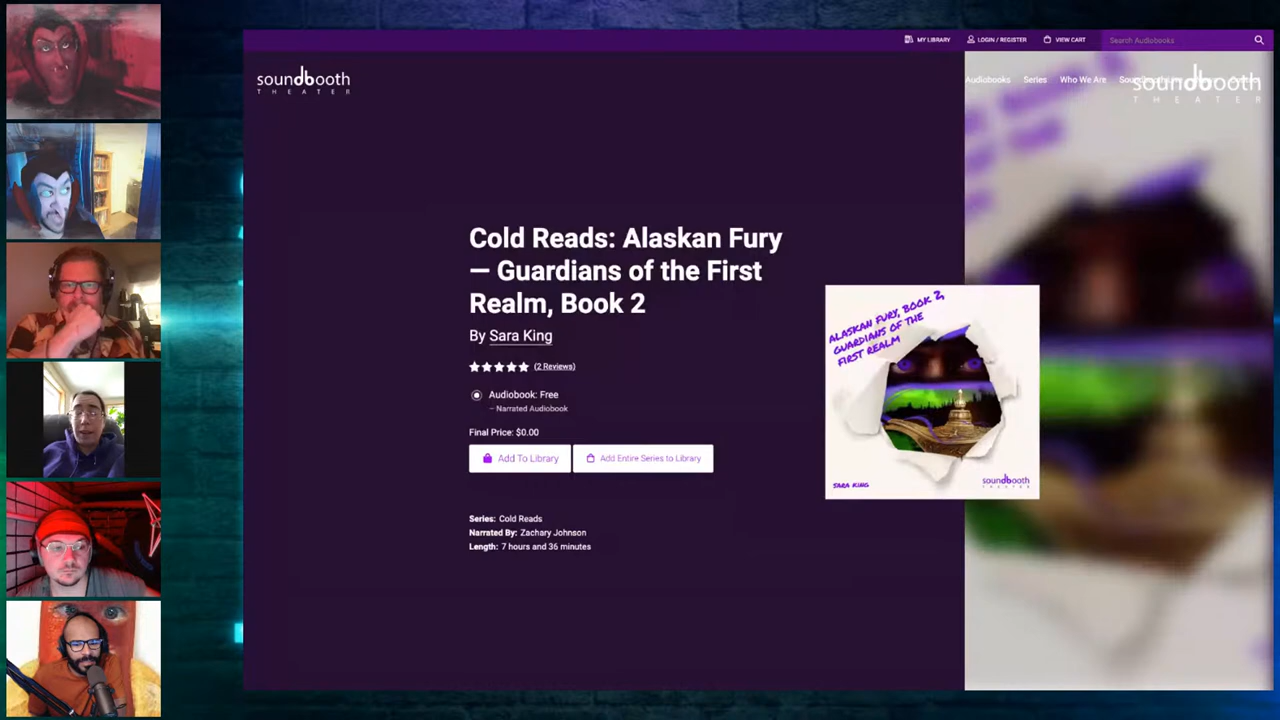 MY LIBRARY
LOGIN / REGISTER
VIEW CART
Search Audiobooks
soundbooth
THEATER
Audiobooks
Series
Who We Are
soundbooth
THEATER
Cold Reads: Alaskan Fury
— Guardians of the First
Realm, Book 2
By Sara King
(2 Reviews)
Audiobook: Free
– Narrated Audiobook
Final Price: $0.00
Add To Library
Add Entire Series to Library
Series: Cold Reads
Narrated By: Zachary Johnson
Length: 7 hours and 36 minutes
ALASKAN FURY, BOOK 2,
GUARDIANS OF THE
FIRST REALM
SARA KING
soundbooth
THEATER